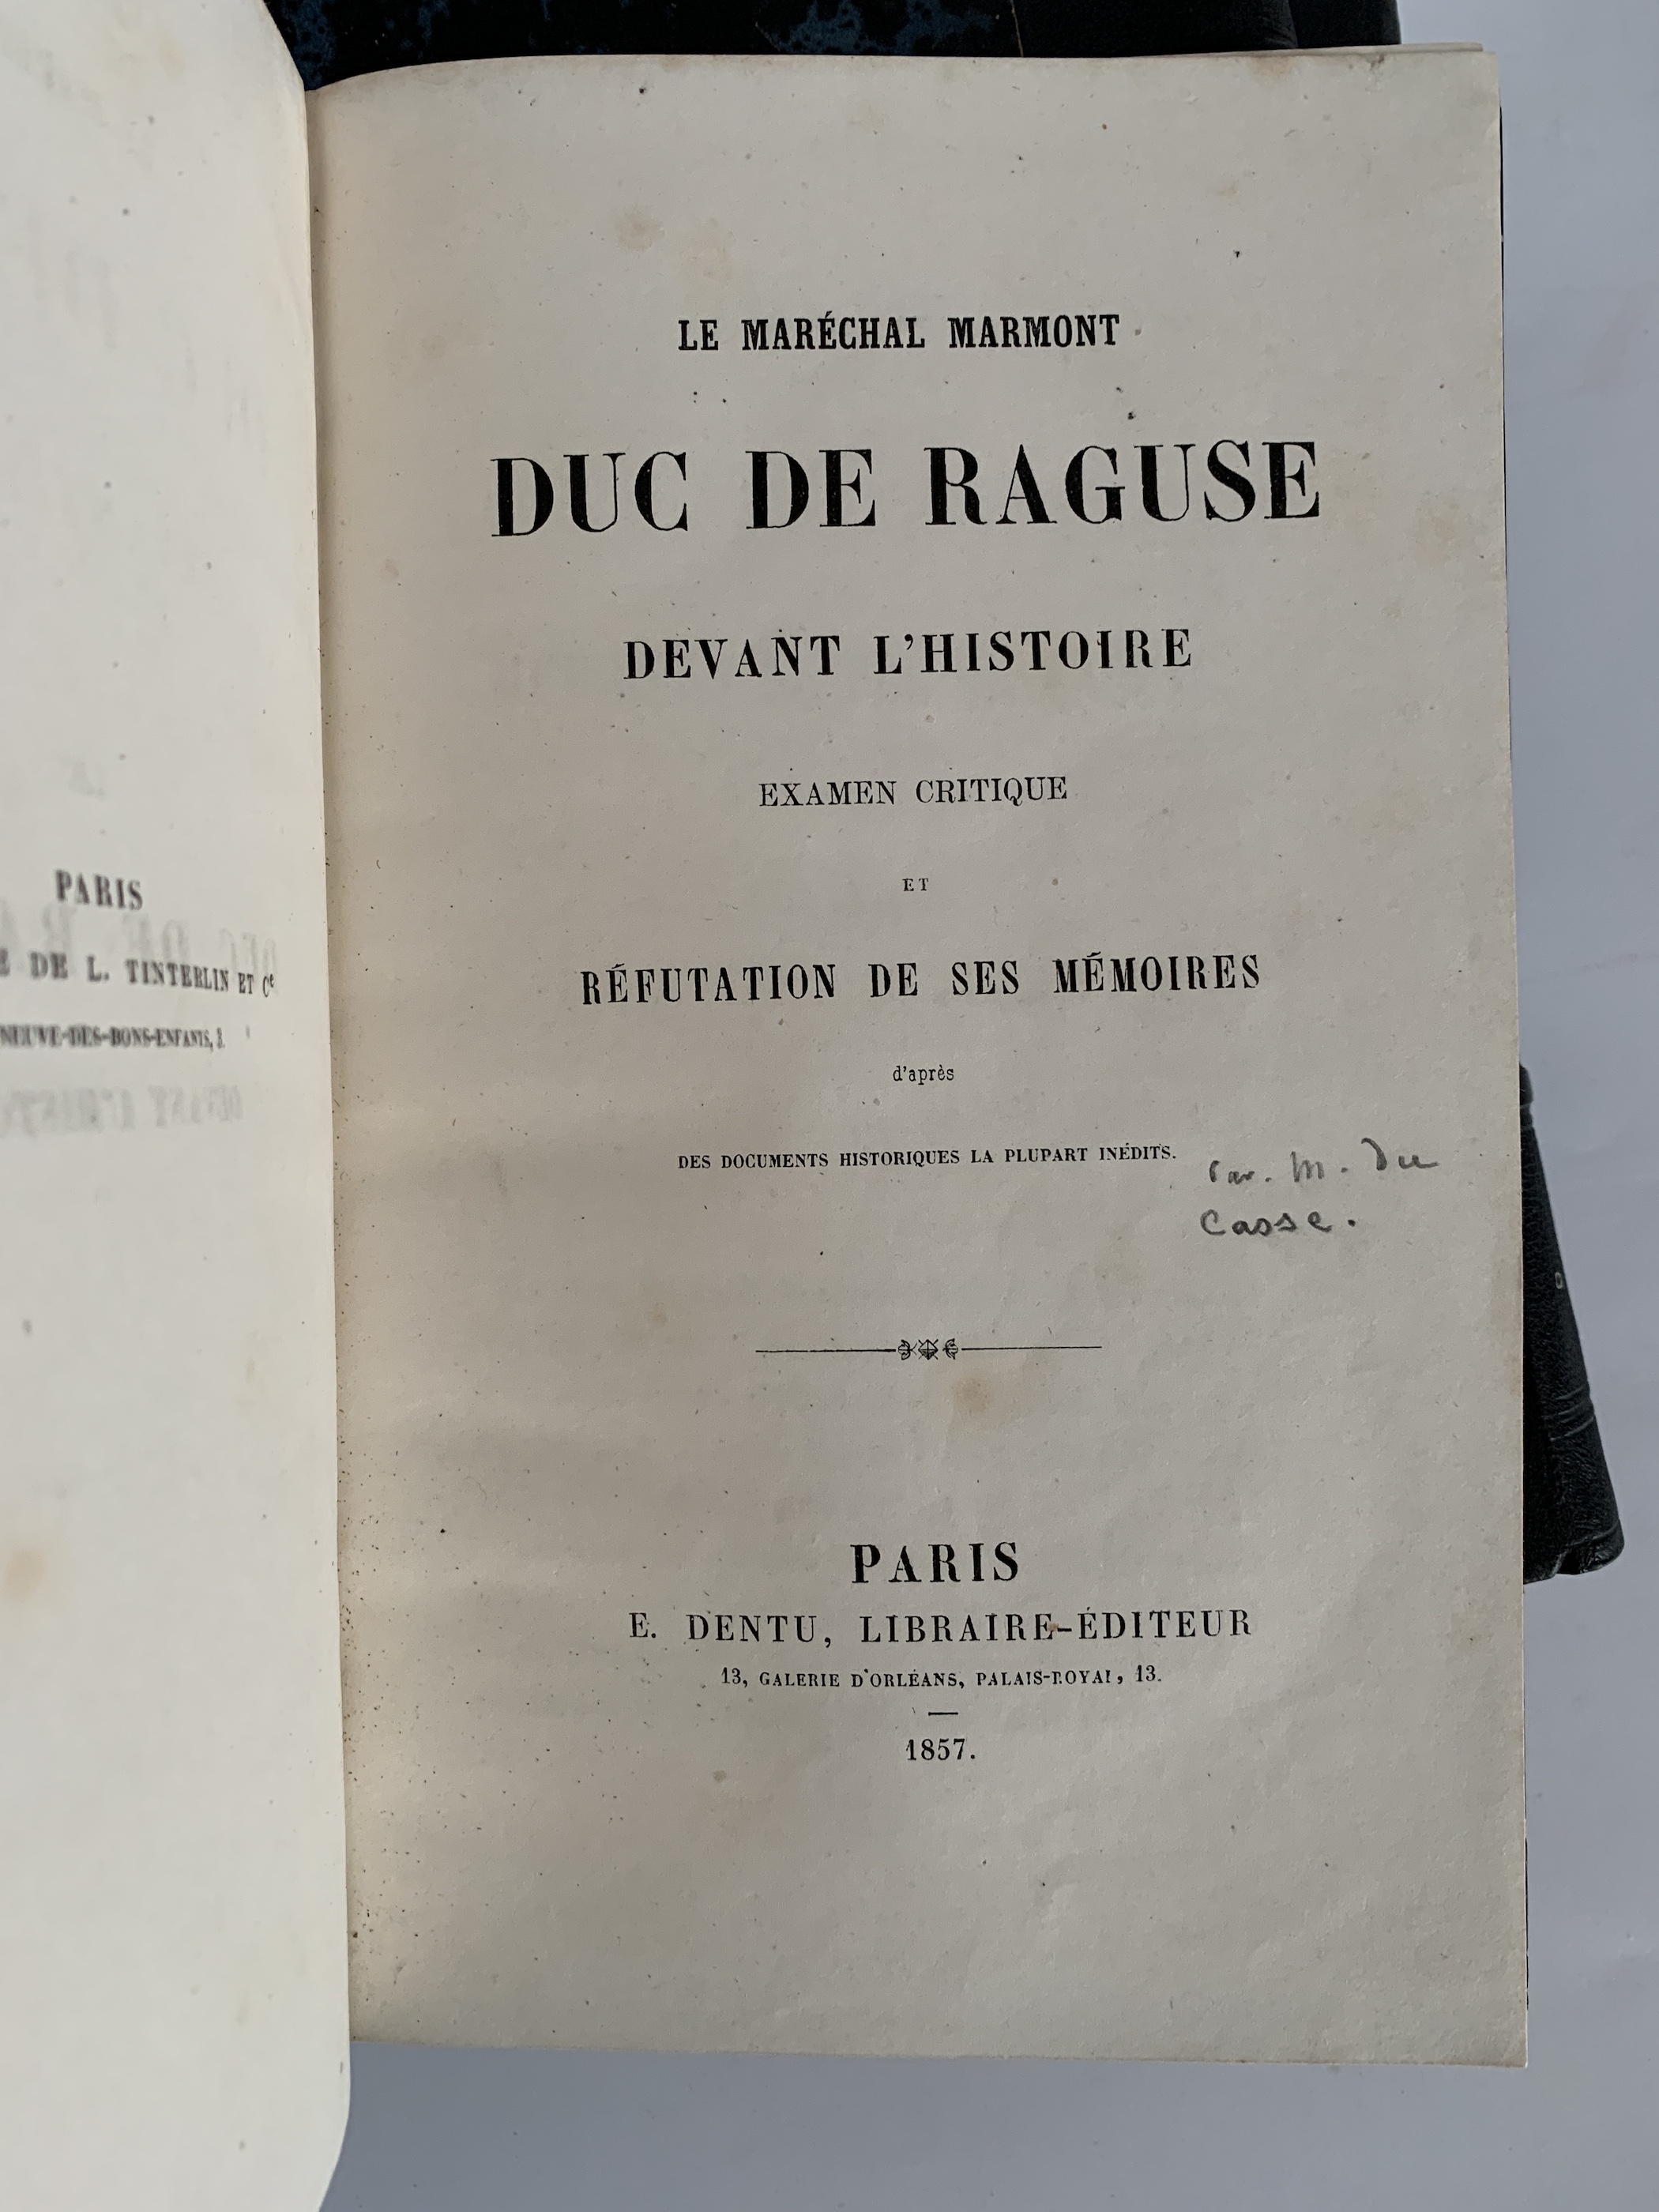 PARIS
DE L. TINTERLIN ET Cᵉ
NEUVE-DES-BONS-ENFANTS, 3.
LE MARÉCHAL MARMONT
DUC DE RAGUSE
DEVANT L'HISTOIRE
EXAMEN CRITIQUE
ET
RÉFUTATION DE SES MÉMOIRES
d'après
DES DOCUMENTS HISTORIQUES LA PLUPART INÉDITS.
Par. M. Du
Casse.
PARIS
E. DENTU, LIBRAIRE-ÉDITEUR
13, GALERIE D'ORLÉANS, PALAIS-ROYAL, 13.
1857.